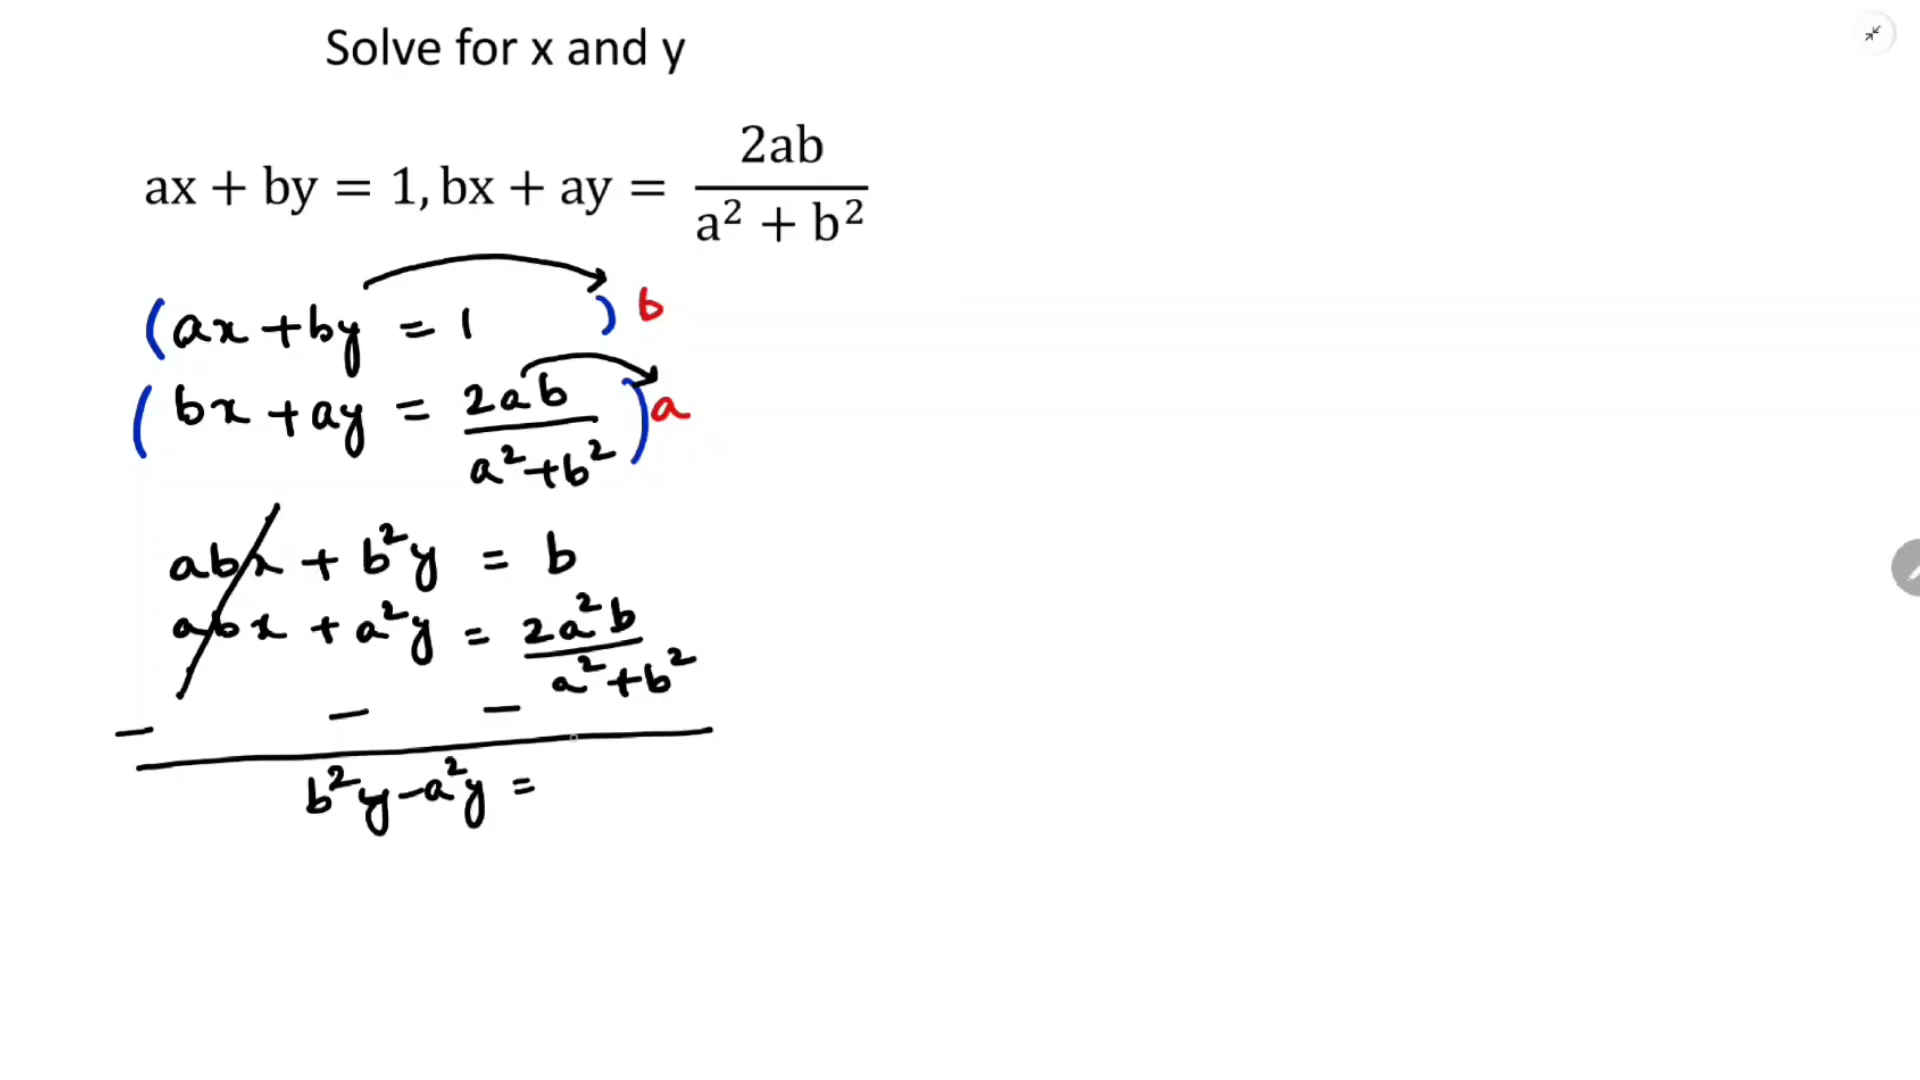 Solve for x and y
ax + by = 1, bx + ay = 2ab / a² + b²
(ax + by = 1) b
(bx + ay = 2ab / a² + b²) a
abx + b²y = b
abx + a²y = 2a²b / a² + b²
− − −
b²y − a²y =